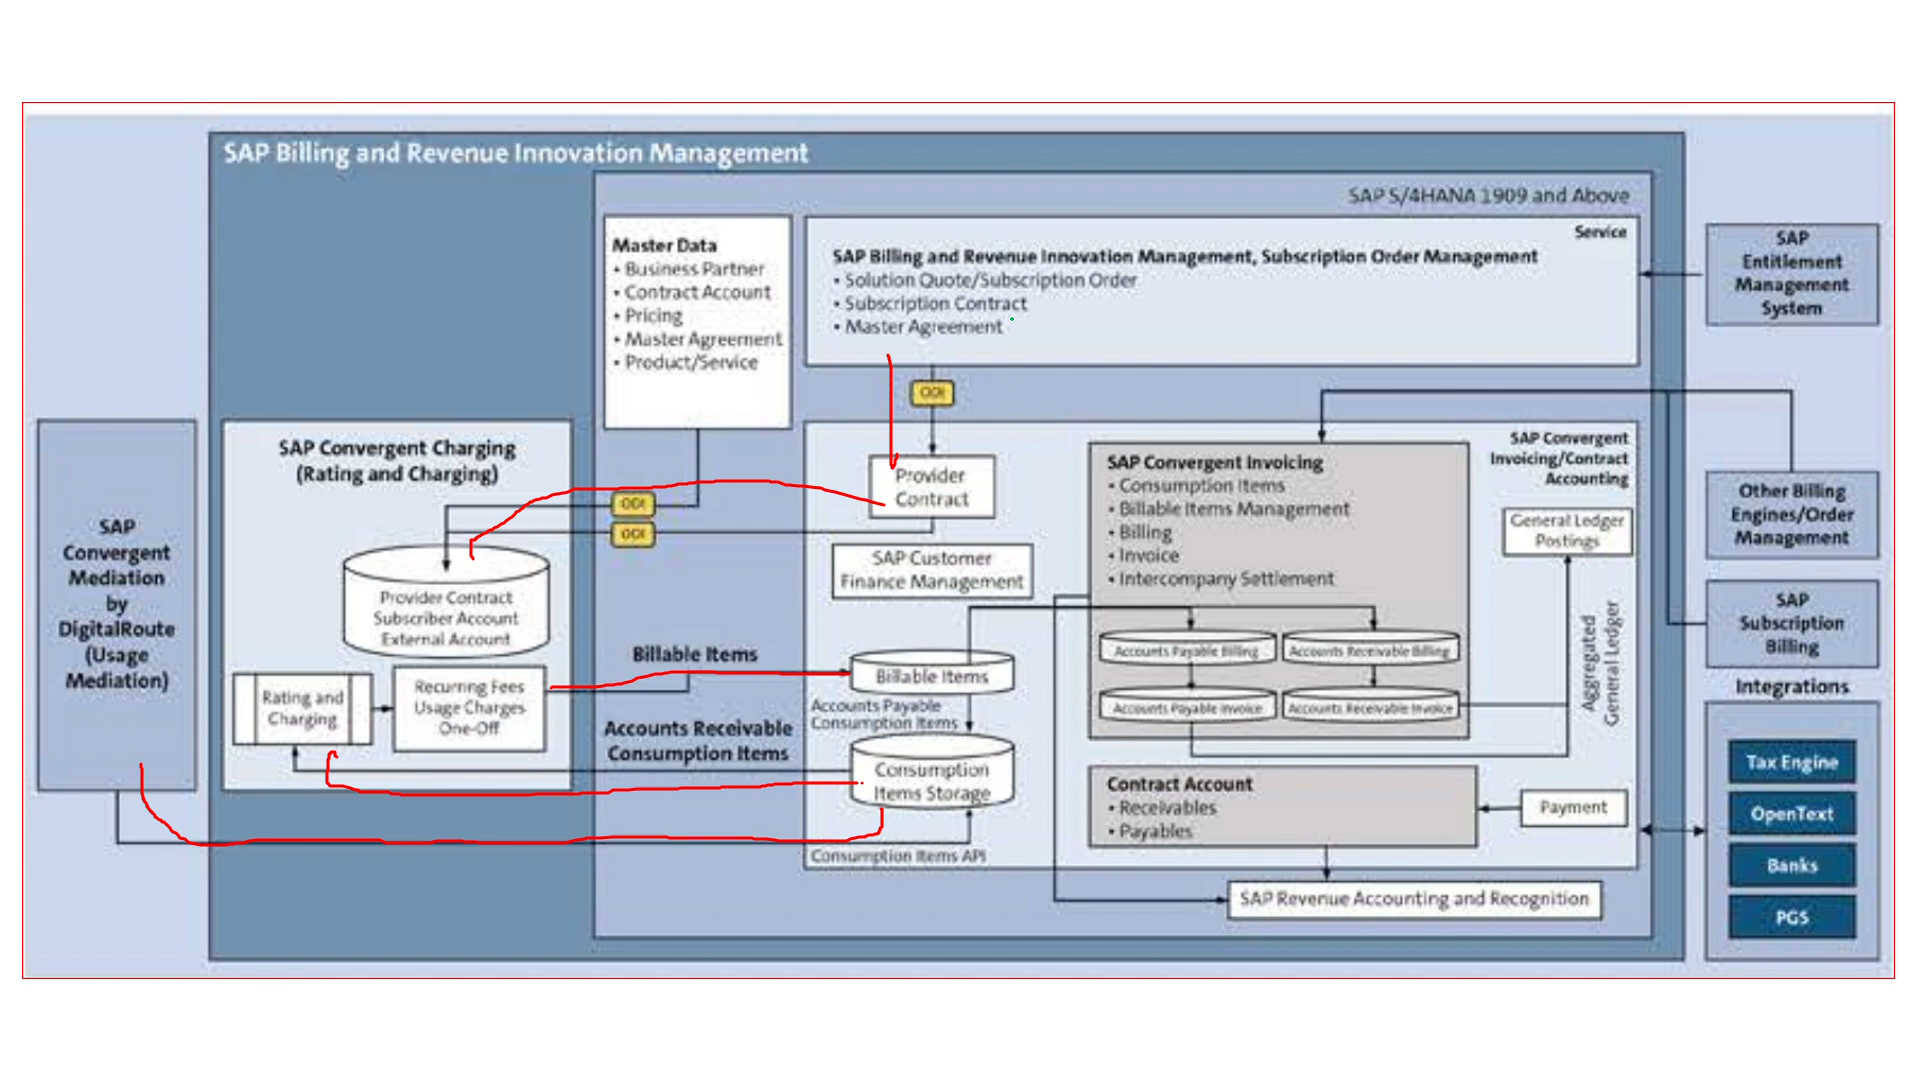 SAP Billing and Revenue Innovation Management
SAP S/4HANA 1909 and Above
Master Data
• Business Partner
• Contract Account
• Pricing
• Master Agreement
• Product/Service
Service
SAP Billing and Revenue Innovation Management, Subscription Order Management
• Solution Quote/Subscription Order
• Subscription Contract
• Master Agreement
SAP
Entitlement
Management
System
ODI
SAP Convergent Charging
(Rating and Charging)
ODI
ODI
Provider Contract
Subscriber Account
External Account
Rating and
Charging
Recurring Fees
Usage Charges
One-Off
SAP
Convergent
Mediation
by
DigitalRoute
(Usage
Mediation)
Billable Items
Accounts Receivable
Consumption Items
Provider
Contract
SAP Customer
Finance Management
Billable Items
Accounts Payable
Consumption Items
Consumption
Items Storage
Consumption Items API
SAP Convergent Invoicing
• Consumption Items
• Billable Items Management
• Billing
• Invoice
• Intercompany Settlement
Accounts Payable Billing
Accounts Receivable Billing
Accounts Payable Invoice
Accounts Receivable Invoice
SAP Convergent
Invoicing/Contract
Accounting
General Ledger
Postings
Aggregated
General Ledger
Contract Account
• Receivables
• Payables
Payment
SAP Revenue Accounting and Recognition
Other Billing
Engines/Order
Management
SAP
Subscription
Billing
Integrations
Tax Engine
OpenText
Banks
PGS